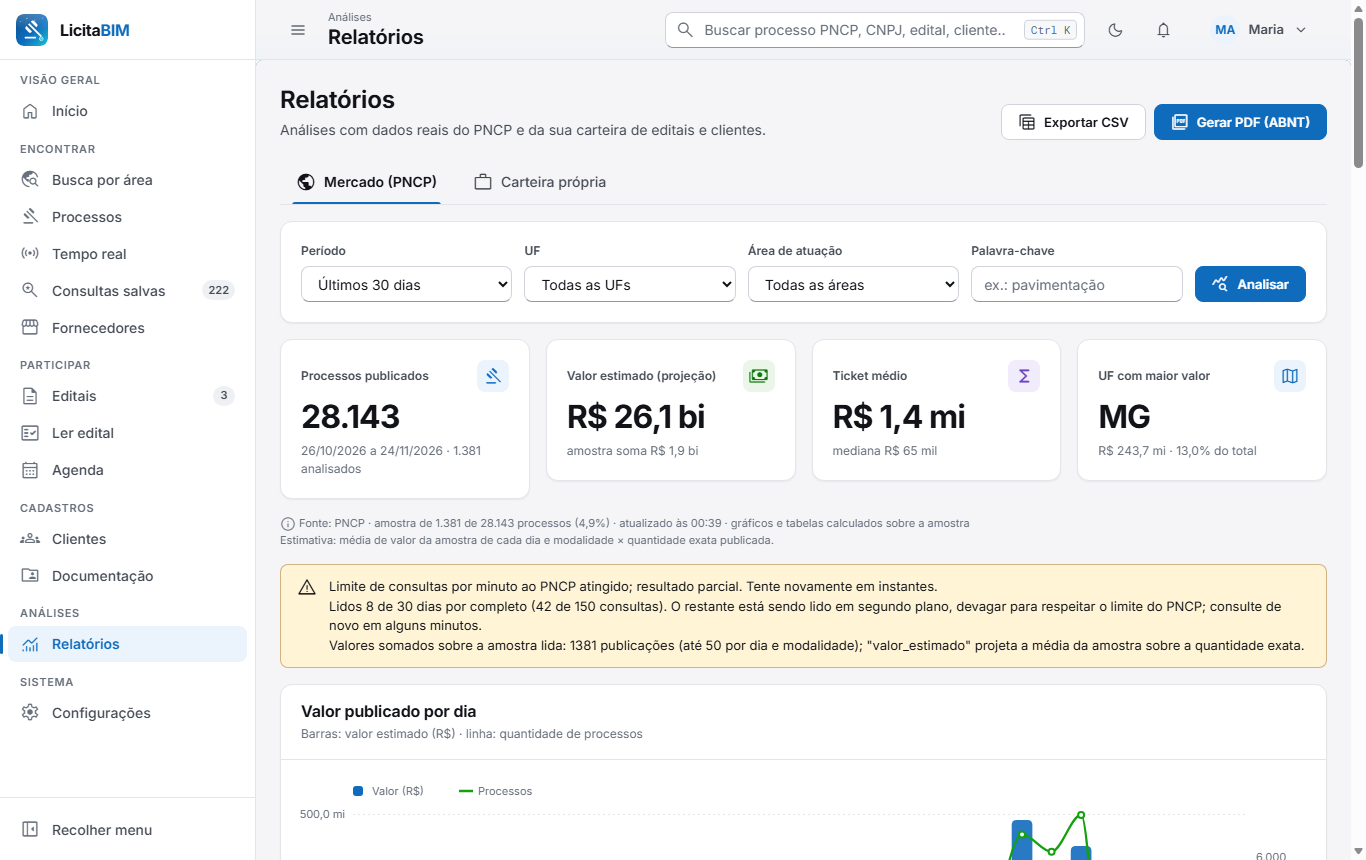 LicitaBIM
VISÃO GERAL
Início
ENCONTRAR
Busca por área
Processos
Tempo real
Consultas salvas 222
Fornecedores
PARTICIPAR
Editais 3
Ler edital
Agenda
CADASTROS
Clientes
Documentação
ANÁLISES
Relatórios
SISTEMA
Configurações
Recolher menu
Análises
Relatórios
Buscar processo PNCP, CNPJ, edital, cliente.. Ctrl K
MA Maria
Relatórios
Análises com dados reais do PNCP e da sua carteira de editais e clientes.
Exportar CSV
PDF Gerar PDF (ABNT)
Mercado (PNCP) Carteira própria
Período UF Área de atuação Palavra-chave
Últimos 30 dias Todas as UFs Todas as áreas ex.: pavimentação Analisar
Processos publicados
28.143
26/10/2026 a 24/11/2026 · 1.381
analisados
Valor estimado (projeção)
R$ 26,1 bi
amostra soma R$ 1,9 bi
Ticket médio Σ
R$ 1,4 mi
mediana R$ 65 mil
UF com maior valor
MG
R$ 243,7 mi · 13,0% do total
Fonte: PNCP · amostra de 1.381 de 28.143 processos (4,9%) · atualizado às 00:39 · gráficos e tabelas calculados sobre a amostra
Estimativa: média de valor da amostra de cada dia e modalidade × quantidade exata publicada.
Limite de consultas por minuto ao PNCP atingido; resultado parcial. Tente novamente em instantes.
Lidos 8 de 30 dias por completo (42 de 150 consultas). O restante está sendo lido em segundo plano, devagar para respeitar o limite do PNCP; consulte de
novo em alguns minutos.
Valores somados sobre a amostra lida: 1381 publicações (até 50 por dia e modalidade); "valor_estimado" projeta a média da amostra sobre a quantidade exata.
Valor publicado por dia
Barras: valor estimado (R$) · linha: quantidade de processos
Valor (R$) Processos
500,0 mi
6.000